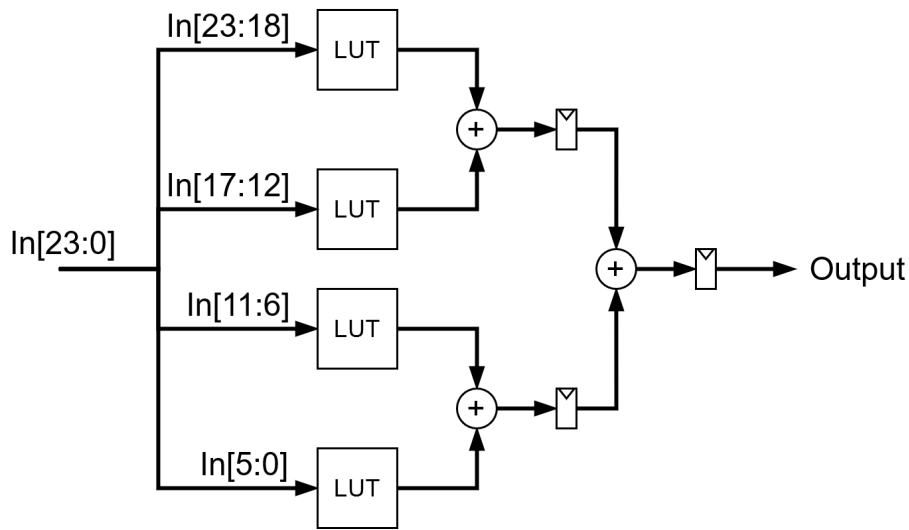 In[23:18]
LUT
+
In[17:12]
LUT
In[23:0]
+
Output
In[11:6]
LUT
+
In[5:0]
LUT